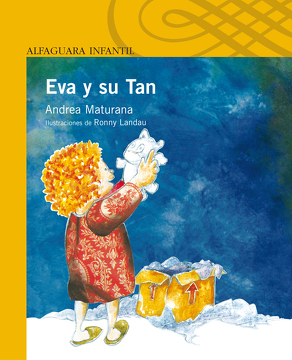 ALFAGUARA INFANTIL
Eva y su Tan
Andrea Maturana
Ilustraciones de Ronny Landau